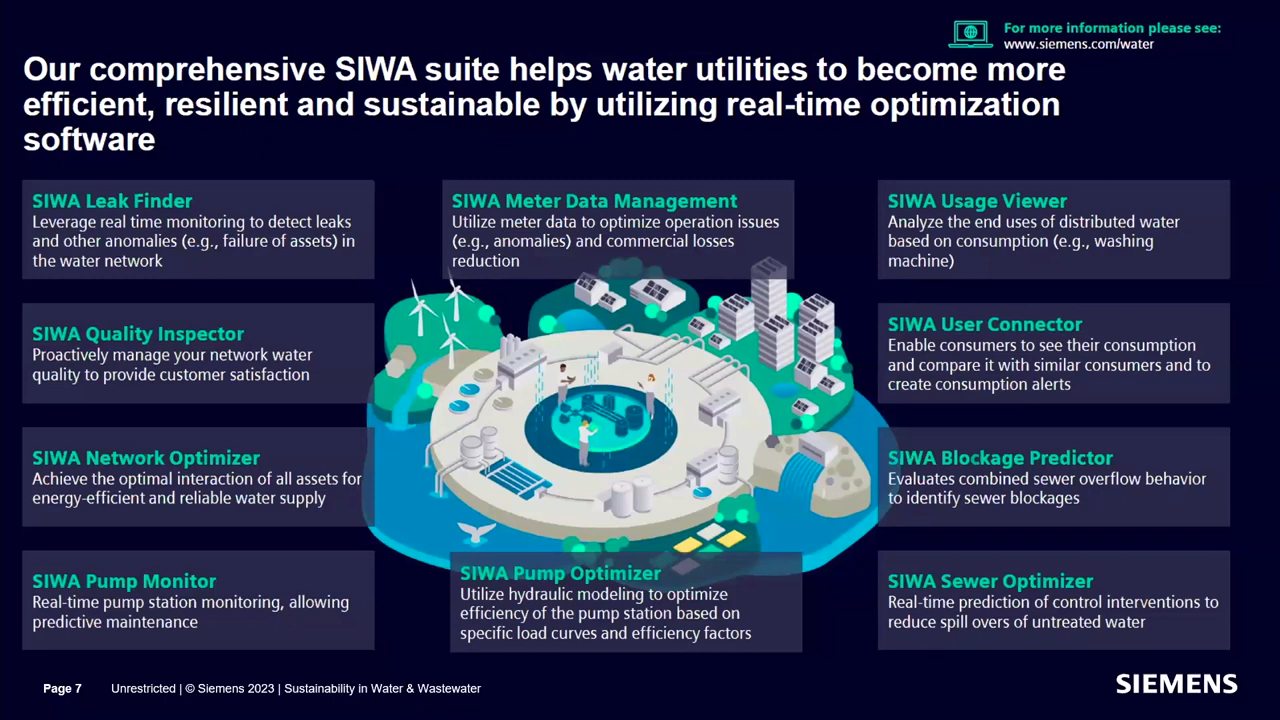 For more information please see:
www.siemens.com/water
Our comprehensive SIWA suite helps water utilities to become more
efficient, resilient and sustainable by utilizing real-time optimization
software
SIWA Leak Finder
Leverage real time monitoring to detect leaks
and other anomalies (e.g., failure of assets) in
the water network
SIWA Quality Inspector
Proactively manage your network water
quality to provide customer satisfaction
SIWA Network Optimizer
Achieve the optimal interaction of all assets for
energy-efficient and reliable water supply
SIWA Pump Monitor
Real-time pump station monitoring, allowing
predictive maintenance
SIWA Meter Data Management
Utilize meter data to optimize operation issues
(e.g., anomalies) and commercial losses
reduction
SIWA Pump Optimizer
Utilize hydraulic modeling to optimize
efficiency of the pump station based on
specific load curves and efficiency factors
SIWA Usage Viewer
Analyze the end uses of distributed water
based on consumption (e.g., washing
machine)
SIWA User Connector
Enable consumers to see their consumption
and compare it with similar consumers and to
create consumption alerts
SIWA Blockage Predictor
Evaluates combined sewer overflow behavior
to identify sewer blockages
SIWA Sewer Optimizer
Real-time prediction of control interventions to
reduce spill overs of untreated water
Page 7 Unrestricted | © Siemens 2023 | Sustainability in Water & Wastewater
SIEMENS